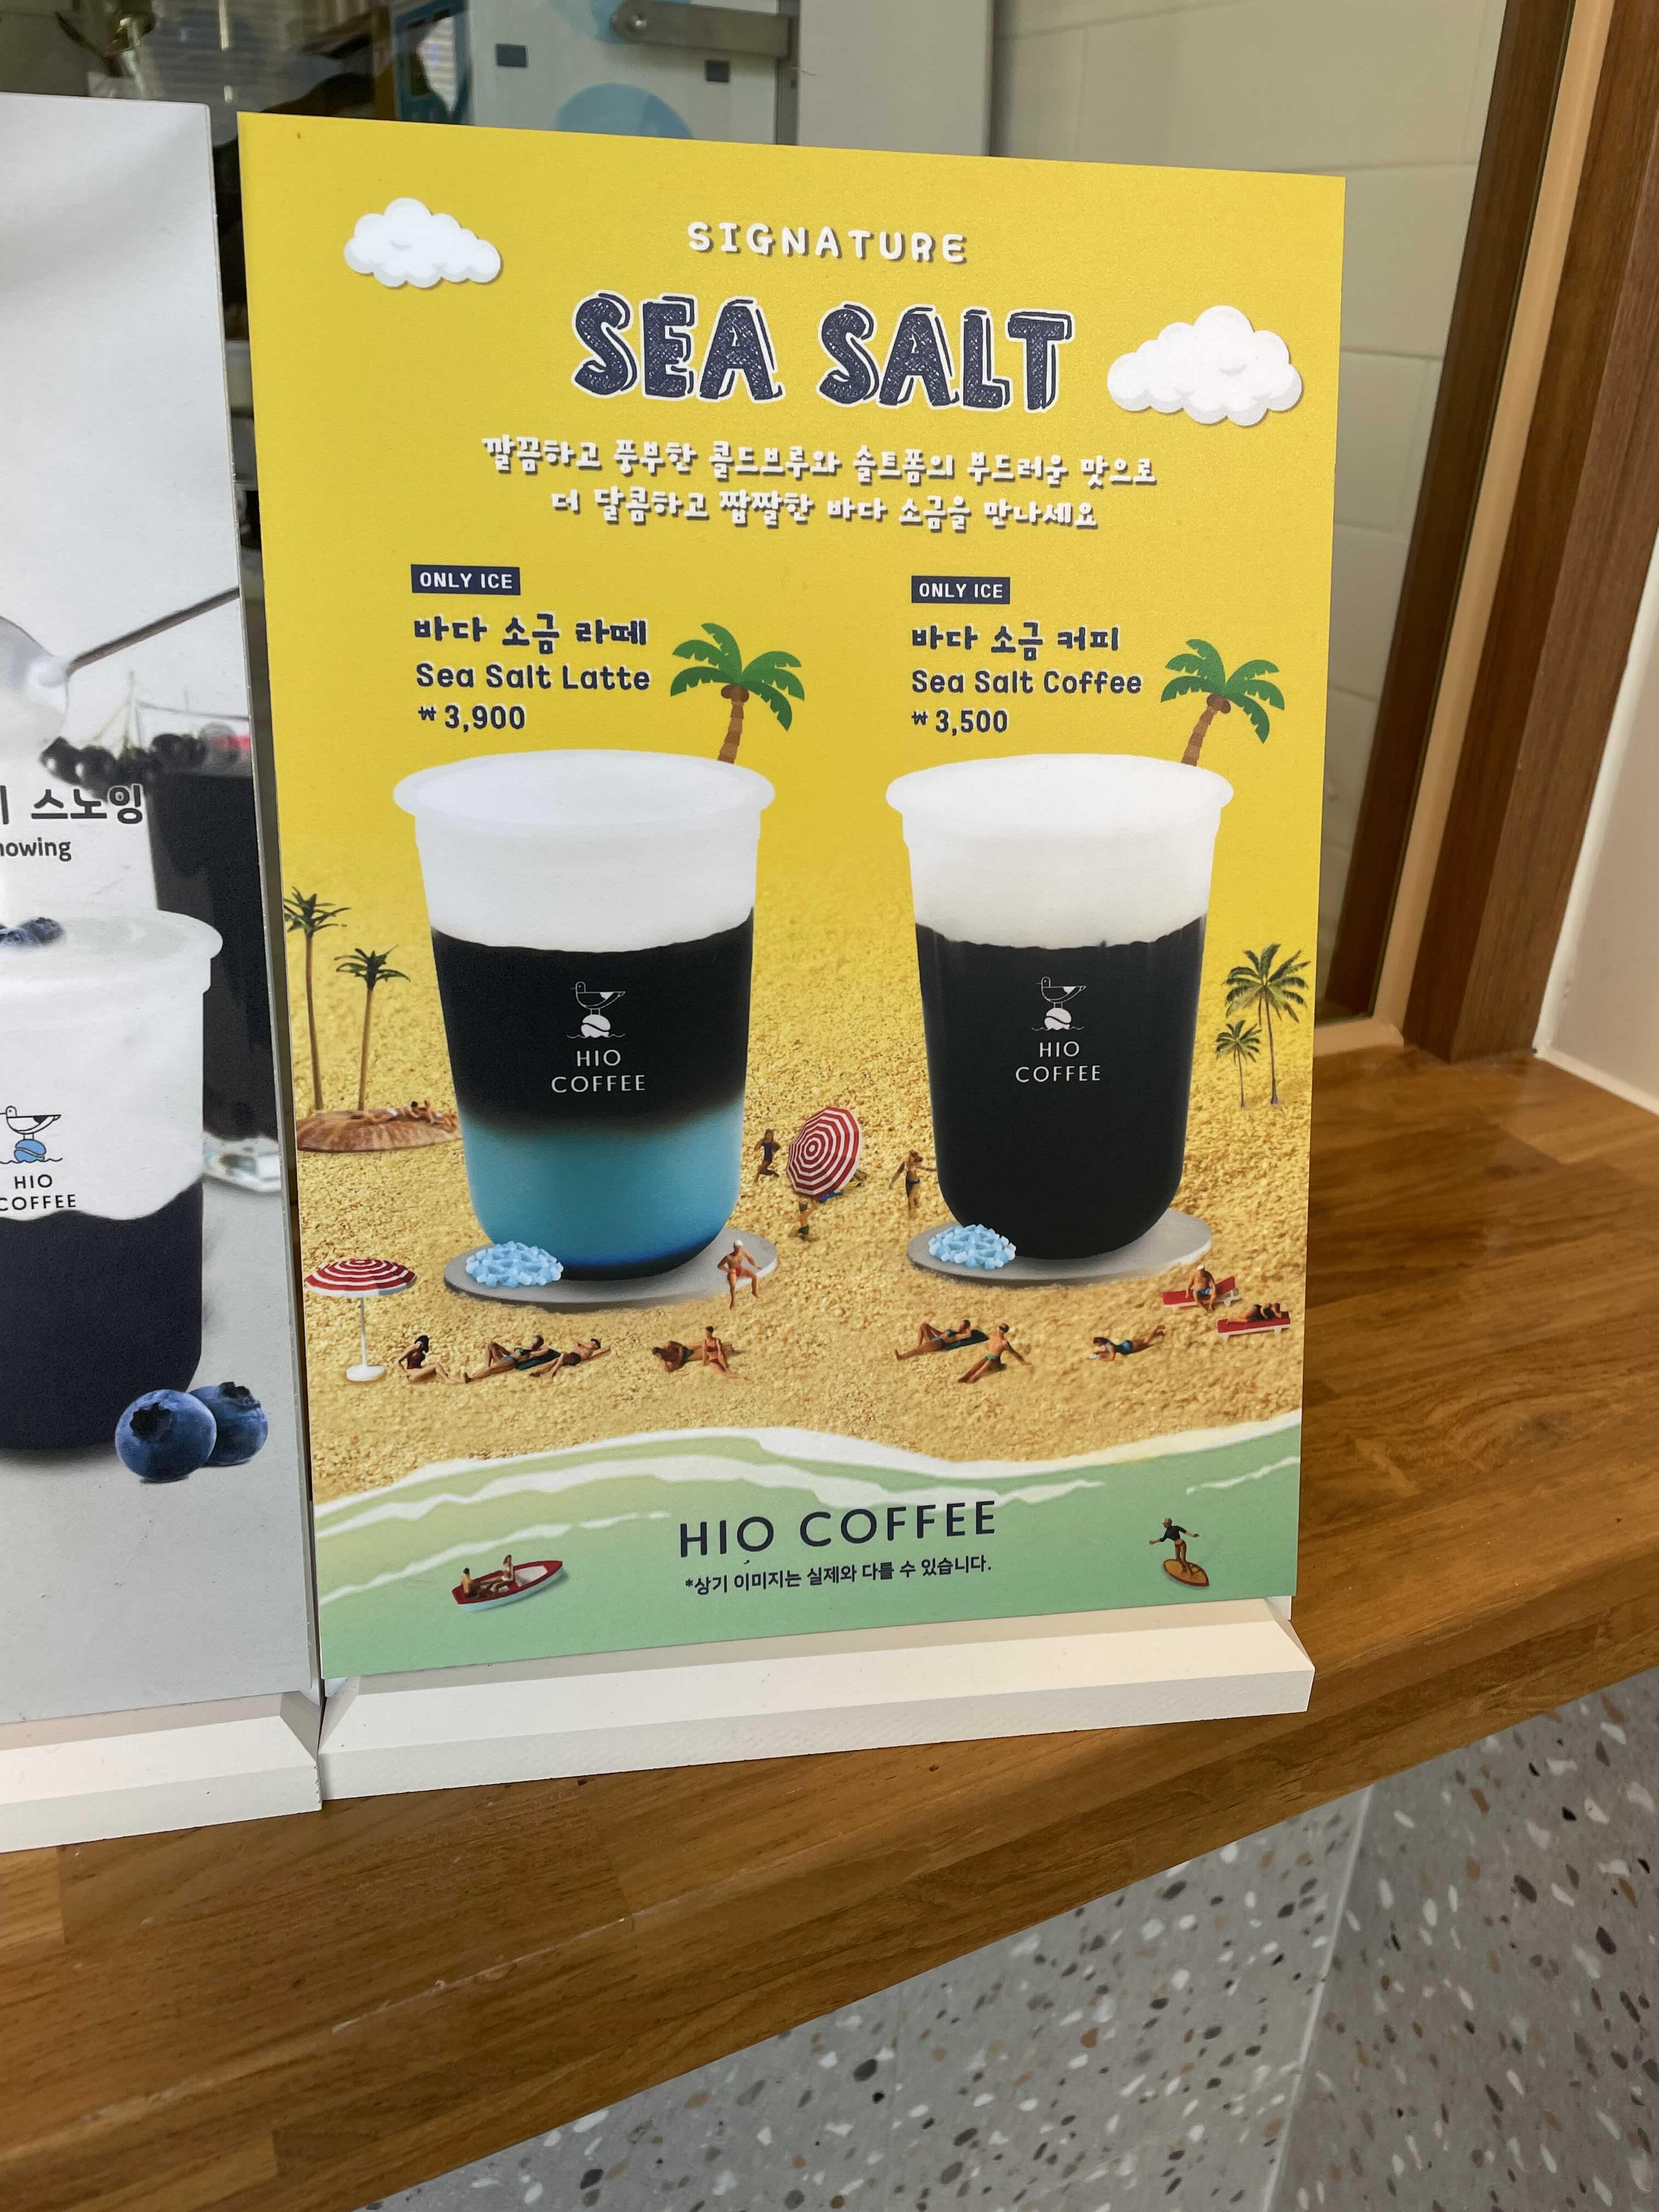 SIGNATURE
SEA SALT
깔끔하고 풍부한 콜드브루와 솔트폼의 부드러운 맛으로
더 달콤하고 짭짤한 바다 소금을 만나세요
ONLY ICE
바다 소금 라떼
Sea Salt Latte
₩ 3,900
ONLY ICE
바다 소금 커피
Sea Salt Coffee
₩ 3,500
HIO
COFFEE
HIO
COFFEE
HIO COFFEE
*상기 이미지는 실제와 다를 수 있습니다.
스노잉
nowing
HIO
COFFEE